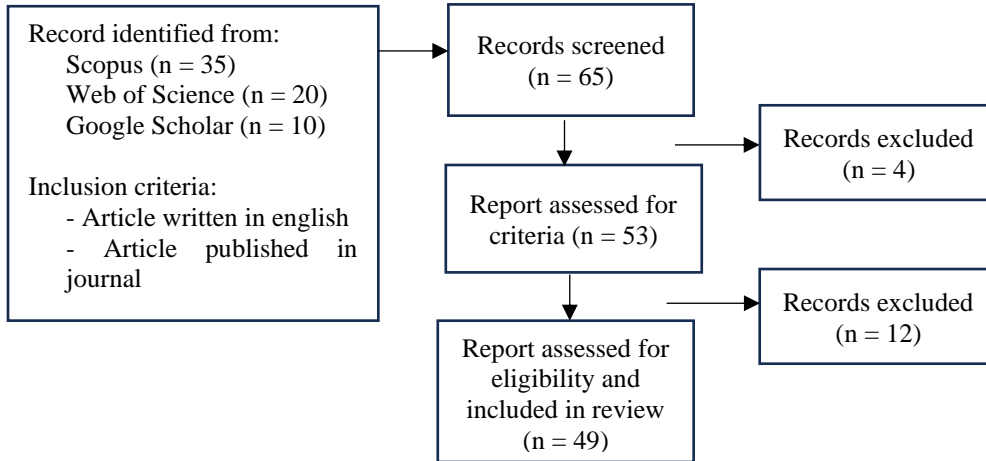 Record identified from:
Scopus (n = 35)
Web of Science (n = 20)
Google Scholar (n = 10)
Inclusion criteria:
- Article written in english
- Article published in
journal
Records screened
(n = 65)
Records excluded
(n = 4)
Report assessed for
criteria (n = 53)
Records excluded
(n = 12)
Report assessed for
eligibility and
included in review
(n = 49)